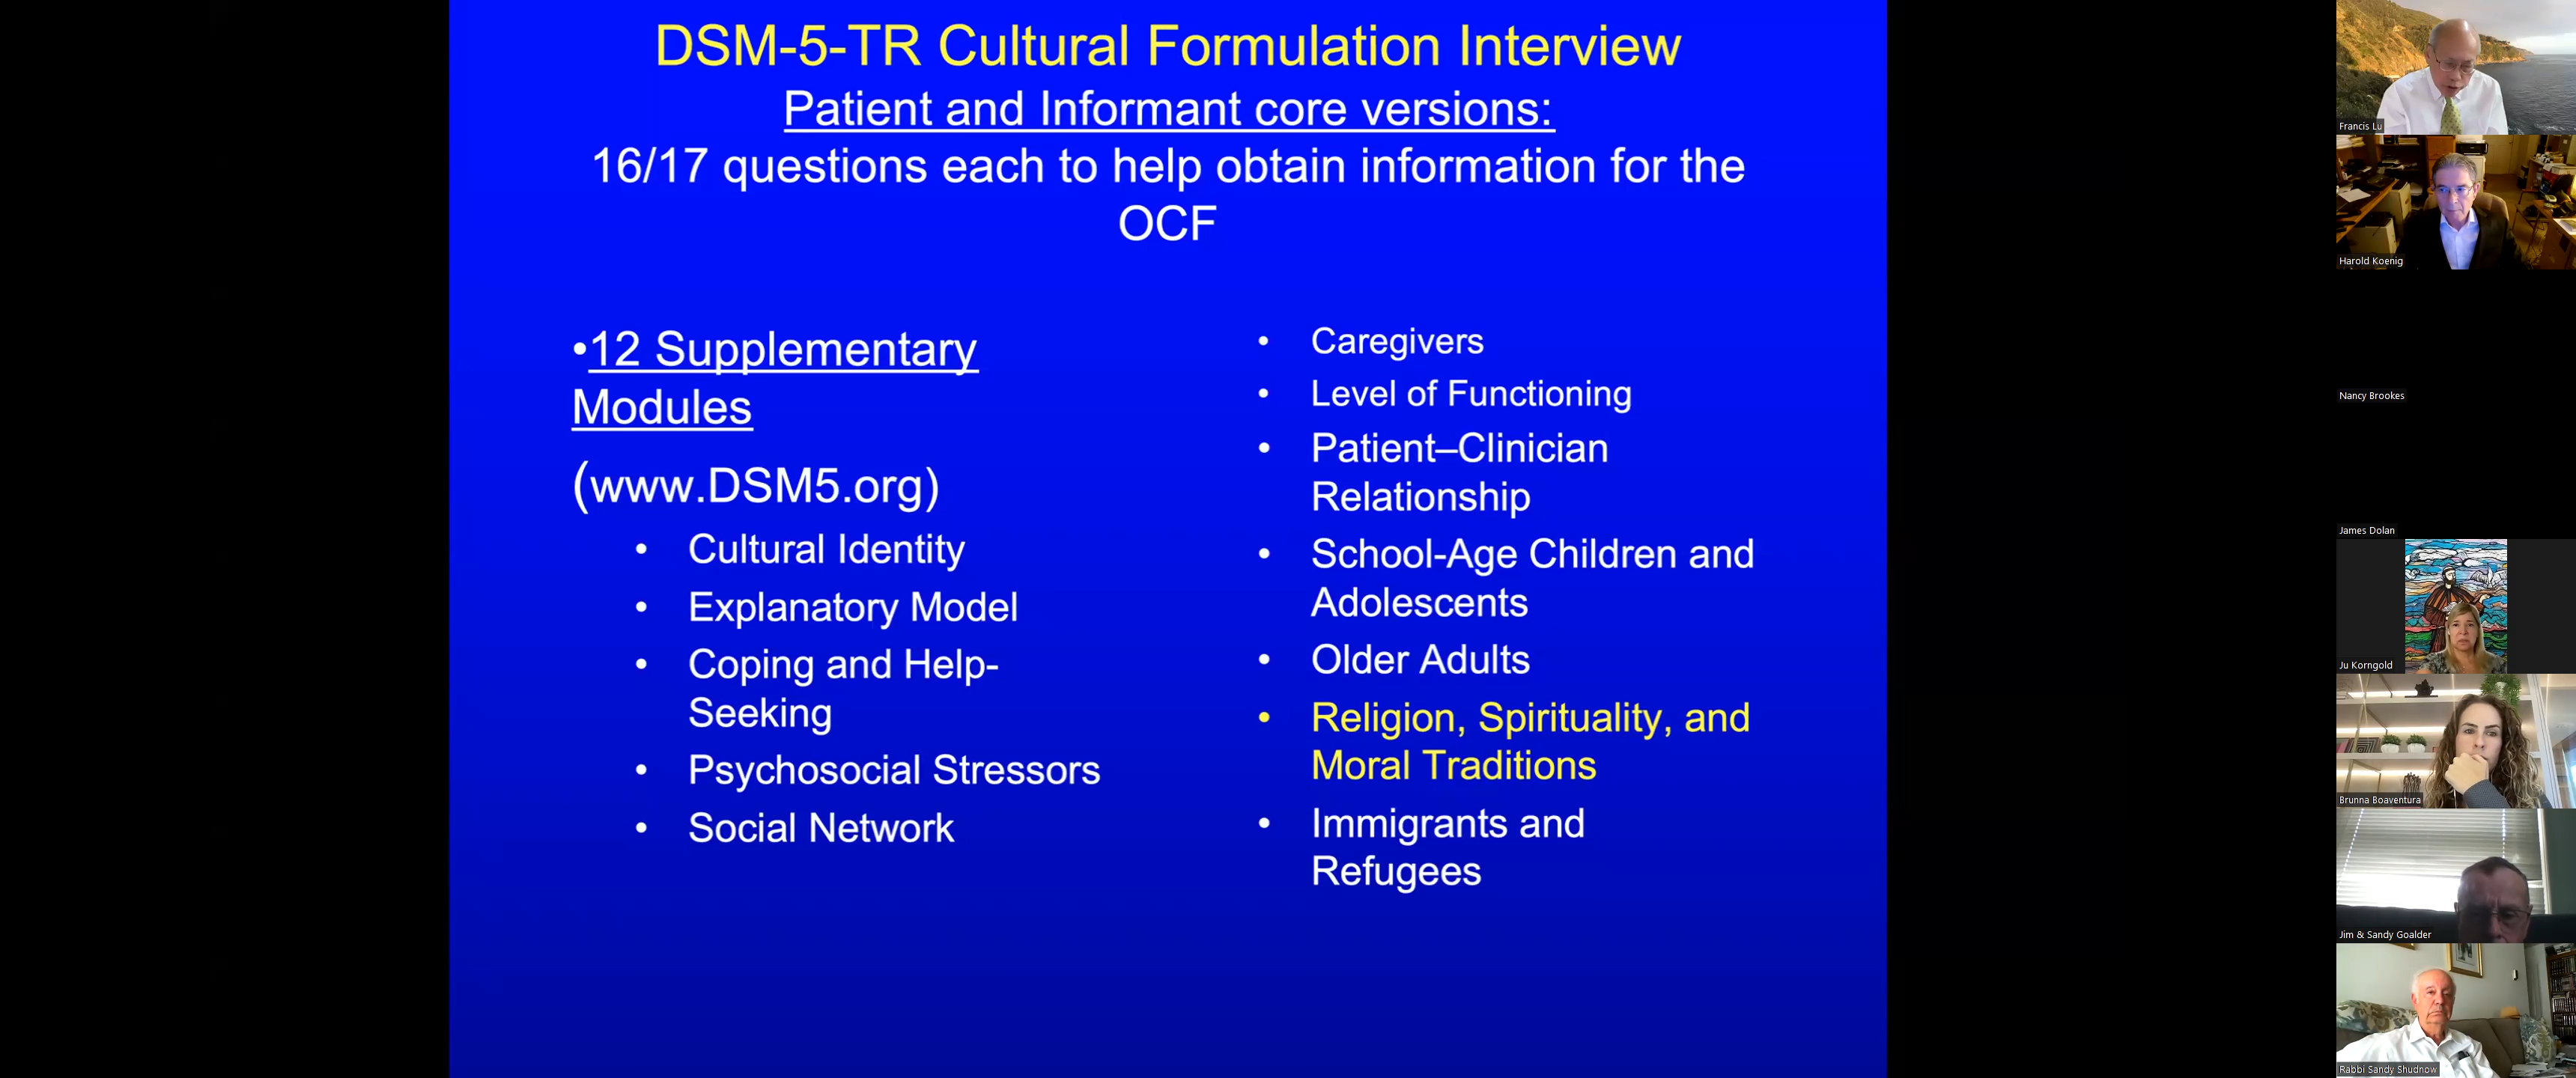 DSM-5-TR Cultural Formulation Interview
Patient and Informant core versions:
16/17 questions each to help obtain information for the
OCF
•12 Supplementary
Modules
(www.DSM5.org)
• Cultural Identity
• Explanatory Model
• Coping and Help-
Seeking
• Psychosocial Stressors
• Social Network
• Caregivers
• Level of Functioning
• Patient–Clinician
Relationship
• School-Age Children and
Adolescents
• Older Adults
• Religion, Spirituality, and
Moral Traditions
• Immigrants and
Refugees
Francis Lu
Harold Koenig
Nancy Brookes
James Dolan
Ju Korngold
Brunna Boaventura
Jim & Sandy Goalder
Rabbi Sandy Shudnow